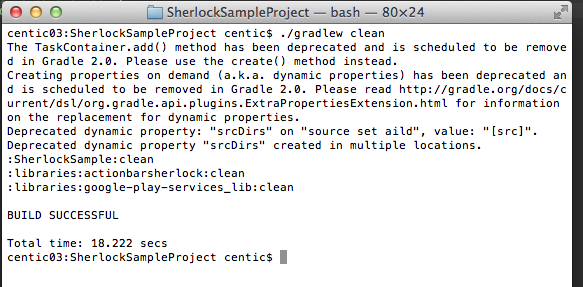 SherlockSampleProject — bash — 80×24
centic03:SherlockSampleProject centic$ ./gradlew clean
The TaskContainer.add() method has been deprecated and is scheduled to be remove
d in Gradle 2.0. Please use the create() method instead.
Creating properties on demand (a.k.a. dynamic properties) has been deprecated an
d is scheduled to be removed in Gradle 2.0. Please read http://gradle.org/docs/c
urrent/dsl/org.gradle.api.plugins.ExtraPropertiesExtension.html for information
on the replacement for dynamic properties.
Deprecated dynamic property: "srcDirs" on "source set aild", value: "[src]".
Deprecated dynamic property "srcDirs" created in multiple locations.
:SherlockSample:clean
:libraries:actionbarsherlock:clean
:libraries:google-play-services_lib:clean
BUILD SUCCESSFUL
Total time: 18.222 secs
centic03:SherlockSampleProject centic$